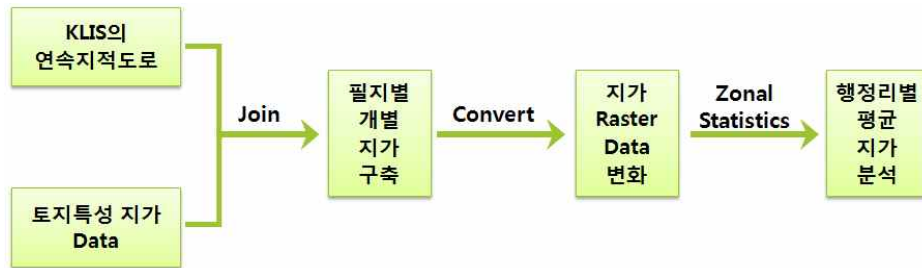 KLIS의
연속지적도로
토지특성 지가
Data
Join
필지별
개별
지가
구축
Convert
지가
Raster
Data
변화
Zonal
Statistics
행정리별
평균
지가
분석